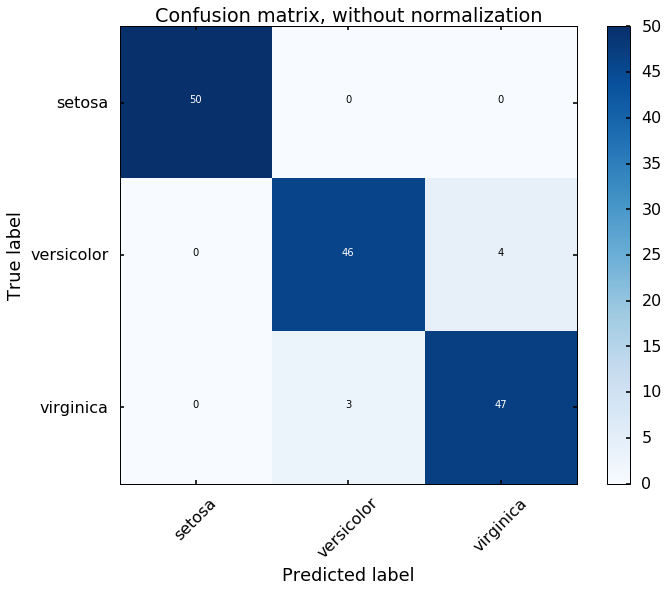 Confusion matrix, without normalization
True label
setosa
versicolor
virginica
50 0 0
0 46 4
0 3 47
setosa
versicolor
virginica
Predicted label
50
45
40
35
30
25
20
15
10
5
0